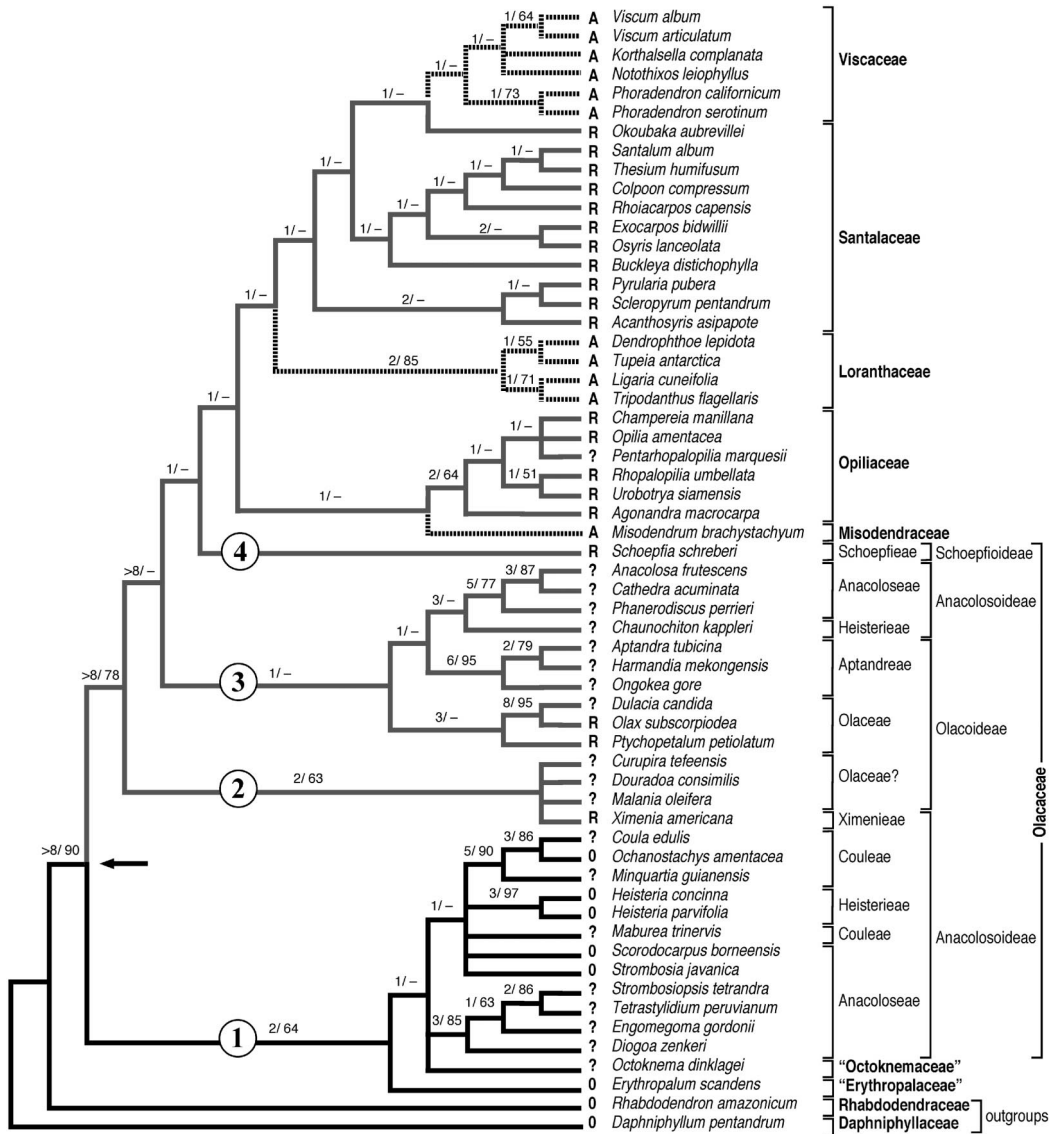 1/ 64 A Viscum album
A Viscum articulatum
1/ – A Korthalsella complanata Viscaceae
1/ – A Notothixos leiophyllus
1/ 73 A Phoradendron californicum
1/ – A Phoradendron serotinum
R Okoubaka aubrevillei
1/ – R Santalum album
1/ – 1/ – R Thesium humifusum
1/ – R Colpoon compressum
1/ – R Rhoiacarpos capensis
1/ – 2/ – R Exocarpos bidwillii
1/ – R Osyris lanceolata Santalaceae
1/ – R Buckleya distichophylla
1/ – R Pyrularia pubera
1/ – 2/ – R Scleropyrum pentandrum
R Acanthosyris asipapote
1/ 55 A Dendrophthoe lepidota
2/ 85 A Tupeia antarctica
1/ 71 A Ligaria cuneifolia Loranthaceae
1/ – A Tripodanthus flagellaris
R Champereia manillana
1/ – R Opilia amentacea
1/ – ? Pentarhopalopilia marquesii
1/ – 2/ 64 1/ 51 R Rhopalopilia umbellata Opiliaceae
R Urobotrya siamensis
1/ – R Agonandra macrocarpa
A Misodendrum brachystachyum Misodendraceae
4 R Schoepfia schreberi Schoepfieae Schoepfioideae
>8/ – 3/ 87 ? Anacolosa frutescens
5/ 77 ? Cathedra acuminata Anacoloseae
3/ – ? Phanerodiscus perrieri Anacolosoideae
? Chaunochiton kappleri Heisterieae
1/ – 2/ 79 ? Aptandra tubicina
6/ 95 ? Harmandia mekongensis Aptandreae
>8/ 78 3 1/ – ? Ongokea gore
8/ 95 ? Dulacia candida
3/ – R Olax subscorpiodea Olaceae Olacoideae
R Ptychopetalum petiolatum
? Curupira tefeensis
2 2/ 63 ? Douradoa consimilis Olaceae?
? Malania oleifera
R Ximenia americana Ximenieae
Olacaceae
3/ 86 ? Coula edulis
>8/ 90 5/ 90 0 Ochanostachys amentacea Couleae
? Minquartia guianensis
3/ 97 0 Heisteria concinna
1/ – 0 Heisteria parvifolia Heisterieae
? Maburea trinervis Couleae Anacolosoideae
0 Scorodocarpus borneensis
0 Strombosia javanica
1/ – 2/ 86 ? Strombosiopsis tetrandra
1/ 63 ? Tetrastylidium peruvianum Anacoloseae
3/ 85 ? Engomegoma gordonii
1 2/ 64 ? Diogoa zenkeri
? Octoknema dinklagei “Octoknemaceae”
0 Erythropalum scandens “Erythropalaceae”
0 Rhabdodendron amazonicum Rhabdodendraceae
outgroups
0 Daphniphyllum pentandrum Daphniphyllaceae